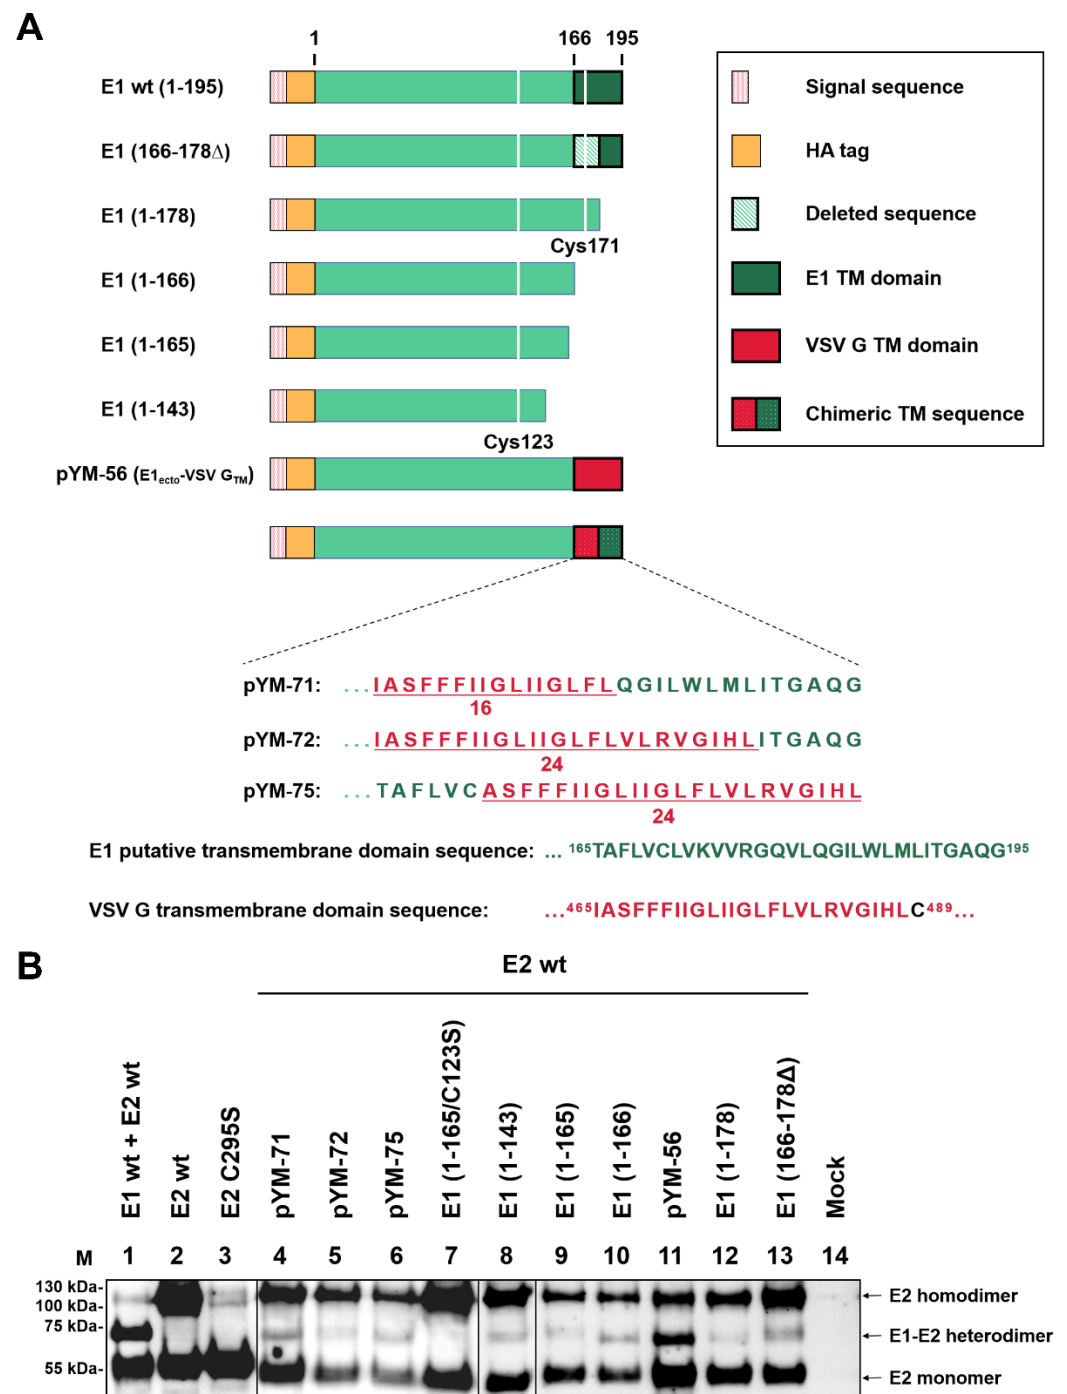 A
1 166 195
E1 wt (1-195)
E1 (166-178Δ)
E1 (1-178)
Cys171
E1 (1-166)
E1 (1-165)
E1 (1-143)
Cys123
pYM-56 (E1ecto-VSV GTM)
Signal sequence
HA tag
Deleted sequence
E1 TM domain
VSV G TM domain
Chimeric TM sequence
pYM-71: ...IASFFFIIGLIIGLFLQGILWLMLITGAQG
16
pYM-72: ...IASFFFIIGLIIGLFLVLRVGIHLITGAQG
24
pYM-75: ...TAFLVCASFFFIIGLIIGLFLVLRVGIHL
24
E1 putative transmembrane domain sequence: ... 165TAFLVCLVKVVRGQVLQGILWLMLITGAQG195
VSV G transmembrane domain sequence: ...465IASFFFIIGLIIGLFLVLRVGIHLC489...
B
E2 wt
E1 wt + E2 wt
E2 wt
E2 C295S
pYM-71
pYM-72
pYM-75
E1 (1-165/C123S)
E1 (1-143)
E1 (1-165)
E1 (1-166)
pYM-56
E1 (1-178)
E1 (166-178Δ)
Mock
M 1 2 3 4 5 6 7 8 9 10 11 12 13 14
130 kDa-
100 kDa-
75 kDa-
55 kDa-
E2 homodimer
E1-E2 heterodimer
E2 monomer